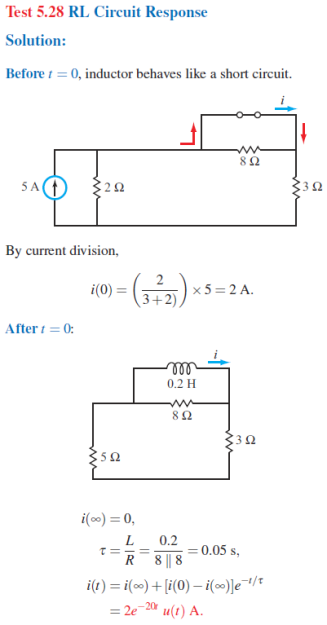 Test 5.28 RL Circuit Response
Solution:
Before t = 0, inductor behaves like a short circuit.
i
8 Ω
5 A
2 Ω
3 Ω
By current division,
i(0) = (2 / (3+2)) × 5 = 2 A.
After t = 0:
i
0.2 H
8 Ω
3 Ω
5 Ω
i(∞) = 0,
τ = L/R = 0.2 / (8 ∥ 8) = 0.05 s,
i(t) = i(∞) + [i(0) − i(∞)]e^{−t/τ}
= 2e^{−20t} u(t) A.